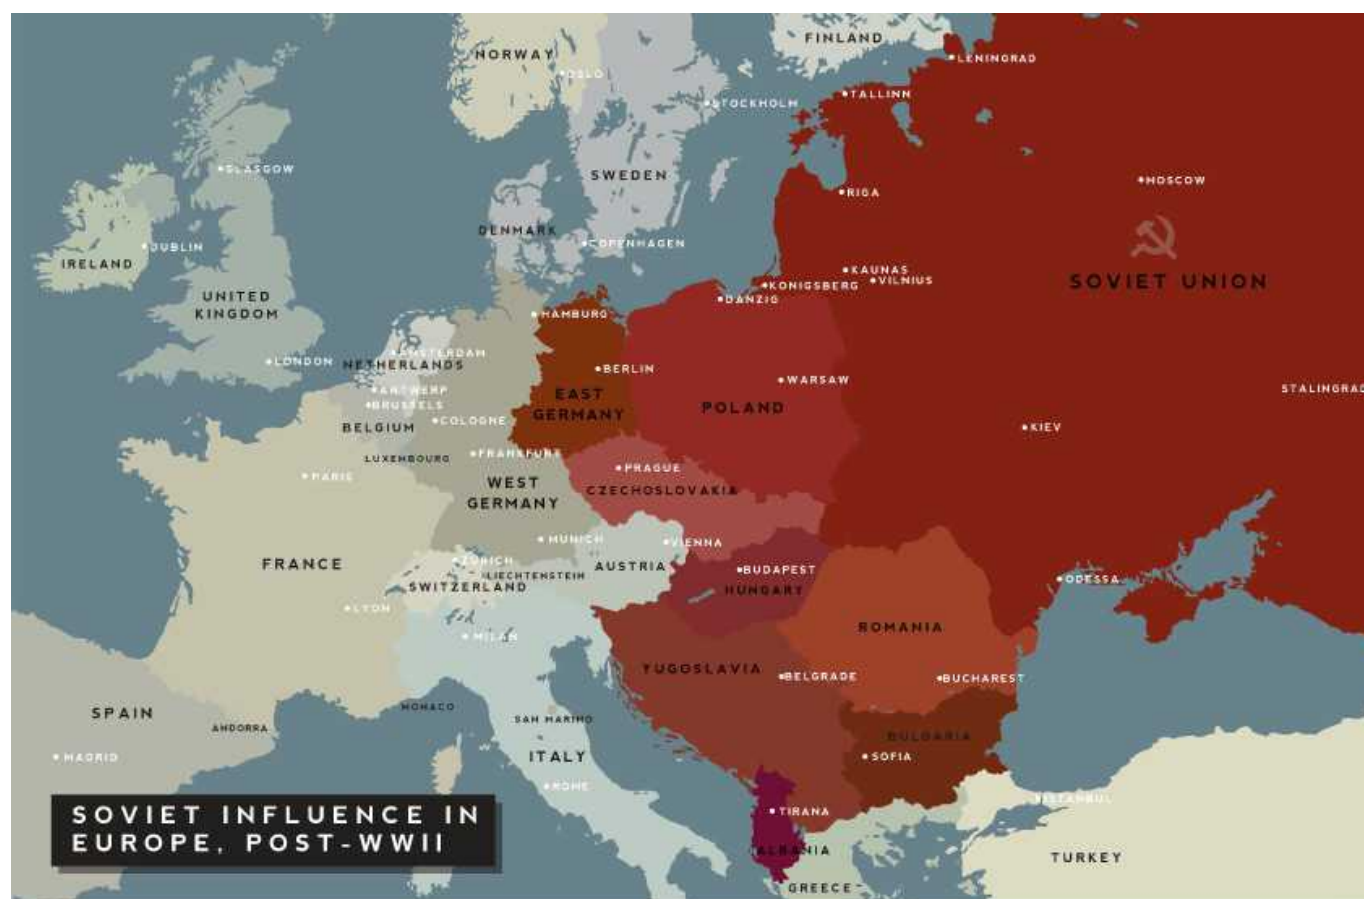 NORWAY
OSLO
FINLAND
LENINGRAD
TALLINN
STOCKHOLM
GLASGOW
SWEDEN
MOSCOW
RIGA
DENMARK
DUBLIN
COPENHAGEN
IRELAND
KAUNAS
VILNIUS
SOVIET UNION
KONIGSBERG
DANZIG
UNITED
KINGDOM
HAMBURG
AMSTERDAM
LONDON
NETHERLANDS
BERLIN
WARSAW
STALINGRAD
ANTWERP
BRUSSELS
EAST
GERMANY
POLAND
COLOGNE
BELGIUM
KIEV
LUXEMBOURG
FRANKFURT
PRAGUE
PARIS
WEST
GERMANY
CZECHOSLOVAKIA
MUNICH
VIENNA
FRANCE
ZURICH
LIECHTENSTEIN
AUSTRIA
BUDAPEST
SWITZERLAND
HUNGARY
ODESSA
LYON
MILAN
ROMANIA
YUGOSLAVIA
BELGRADE
BUCHAREST
SPAIN
MONACO
ANDORRA
SAN MARINO
BULGARIA
MADRID
ITALY
SOFIA
ROME
ISTANBUL
SOVIET INFLUENCE IN
EUROPE, POST-WWII
TIRANA
ALBANIA
TURKEY
GREECE